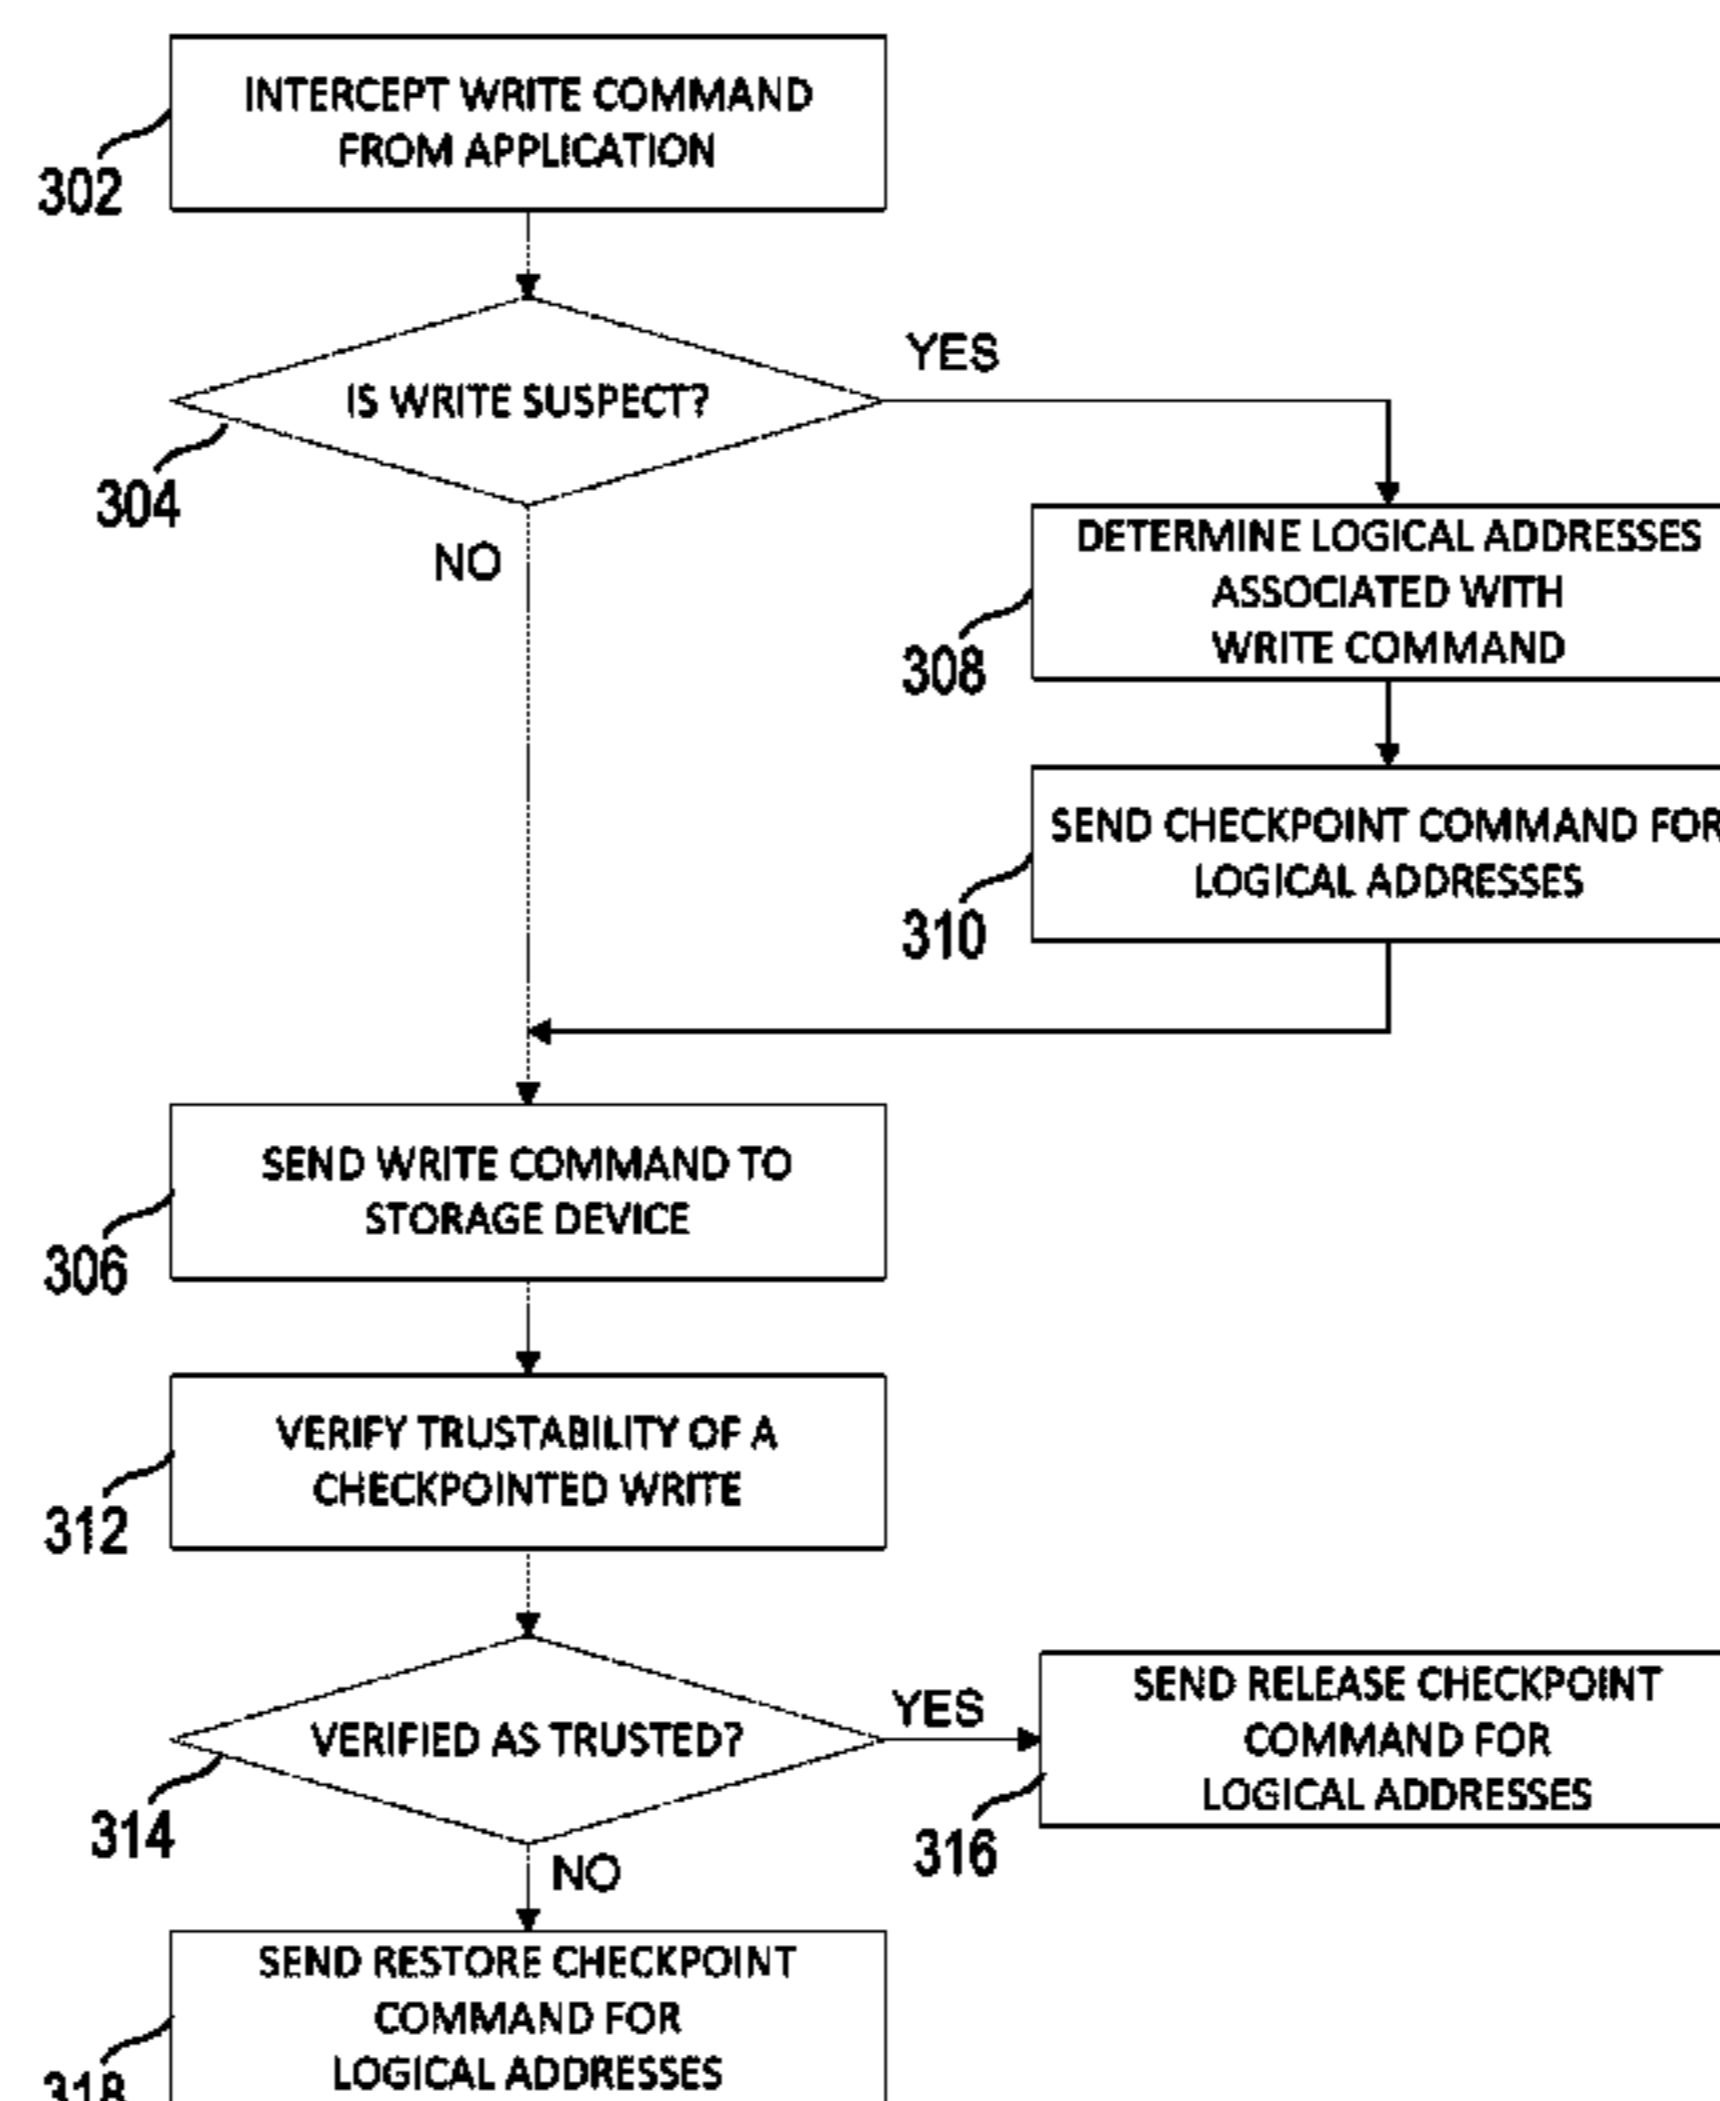 INTERCEPT WRITE COMMAND
FROM APPLICATION
302
IS WRITE SUSPECT?
YES
304
NO
DETERMINE LOGICAL ADDRESSES
ASSOCIATED WITH
WRITE COMMAND
308
SEND CHECKPOINT COMMAND FOR
LOGICAL ADDRESSES
310
SEND WRITE COMMAND TO
STORAGE DEVICE
306
VERIFY TRUSTABILITY OF A
CHECKPOINTED WRITE
312
VERIFIED AS TRUSTED?
YES
314
SEND RELEASE CHECKPOINT
COMMAND FOR
LOGICAL ADDRESSES
316
NO
SEND RESTORE CHECKPOINT
COMMAND FOR
LOGICAL ADDRESSES
318